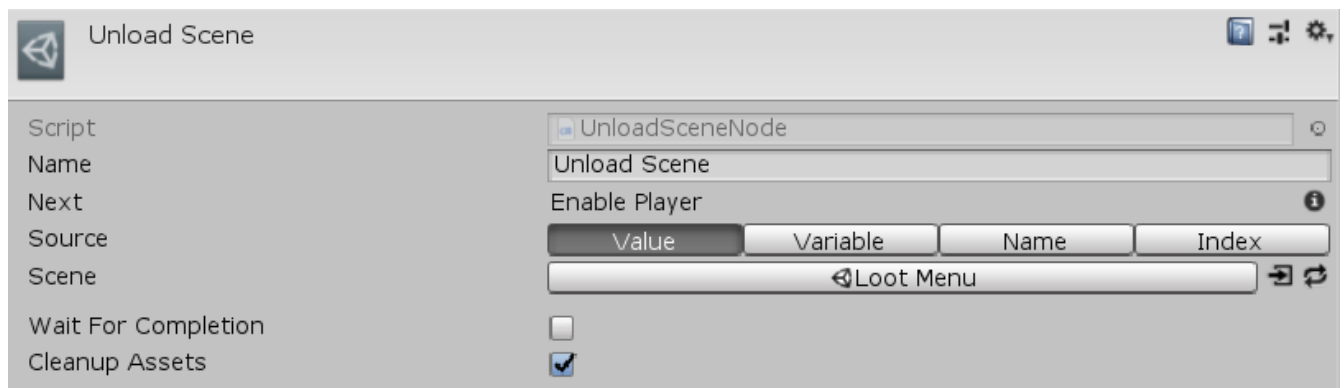 Unload Scene
Script UnloadSceneNode
Name Unload Scene
Next Enable Player
Source Value Variable Name Index
Scene Loot Menu
Wait For Completion
Cleanup Assets